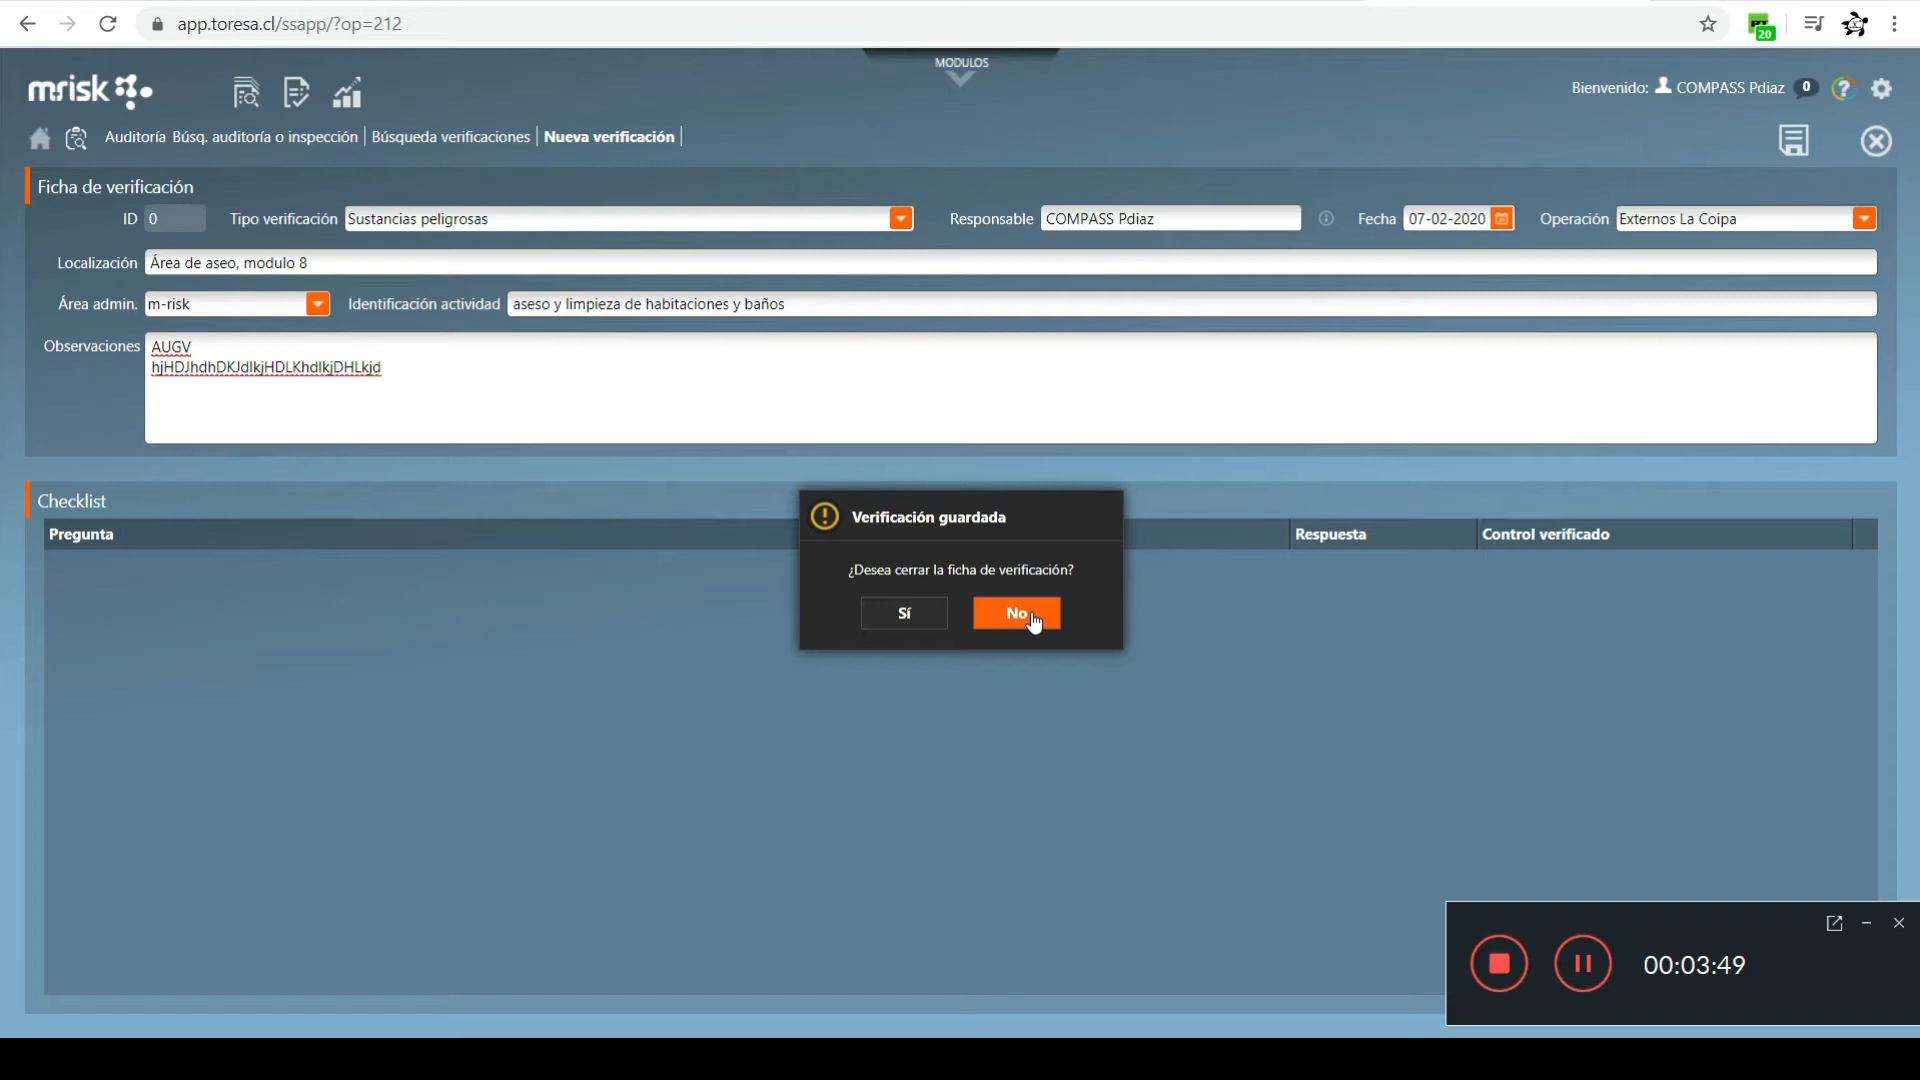 app.toresa.cl/ssapp/?op=212
20
MODULOS
mrisk
Bienvenido: COMPASS Pdiaz 0 ?
Auditoría Búsq. auditoría o inspección Búsqueda verificaciones Nueva verificación
Ficha de verificación
ID 0 Tipo verificación Sustancias peligrosas Responsable COMPASS Pdiaz Fecha 07-02-2020 Operación Externos La Coipa
Localización Área de aseo, modulo 8
Área admin. m-risk Identificación actividad aseso y limpieza de habitaciones y baños
Observaciones AUGV
hjHDJhdhDKJdlkjHDLKhdlkjDHLkjd
Checklist
Pregunta Respuesta Control verificado
Verificación guardada
¿Desea cerrar la ficha de verificación?
Sí No
00:03:49